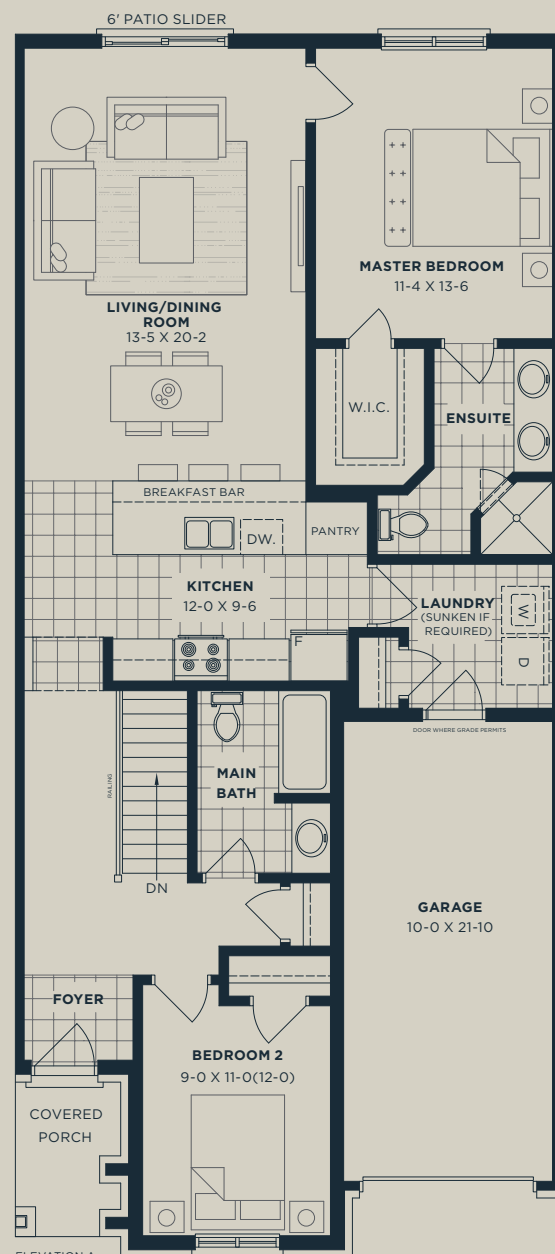 6' PATIO SLIDER
MASTER BEDROOM
11-4 X 13-6
LIVING/DINING
ROOM
13-5 X 20-2
W.I.C.
ENSUITE
BREAKFAST BAR
DW.
PANTRY
KITCHEN
12-0 X 9-6
LAUNDRY
(SUNKEN IF
REQUIRED)
W
D
F
DOOR WHERE GRADE PERMITS
MAIN
BATH
RAILING
DN
GARAGE
10-0 X 21-10
FOYER
BEDROOM 2
9-0 X 11-0(12-0)
COVERED
PORCH
ELEVATION A